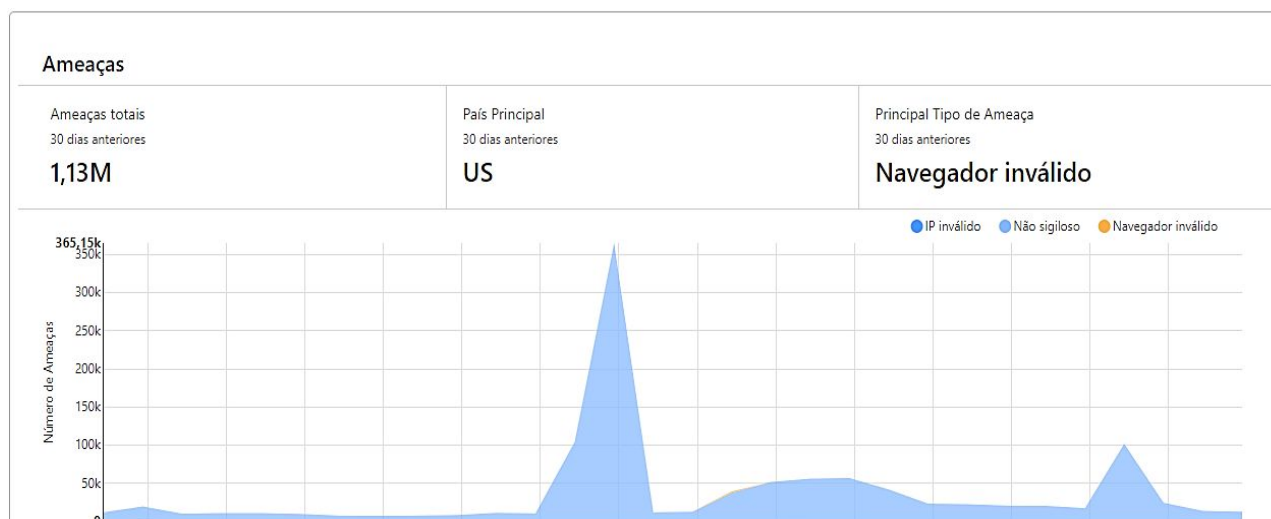 Ameaças
Ameaças totais
30 dias anteriores
1,13M
País Principal
30 dias anteriores
US
Principal Tipo de Ameaça
30 dias anteriores
Navegador inválido
IP inválido
Não sigiloso
Navegador inválido
365,15k
350k
300k
250k
200k
150k
100k
50k
0
Número de Ameaças